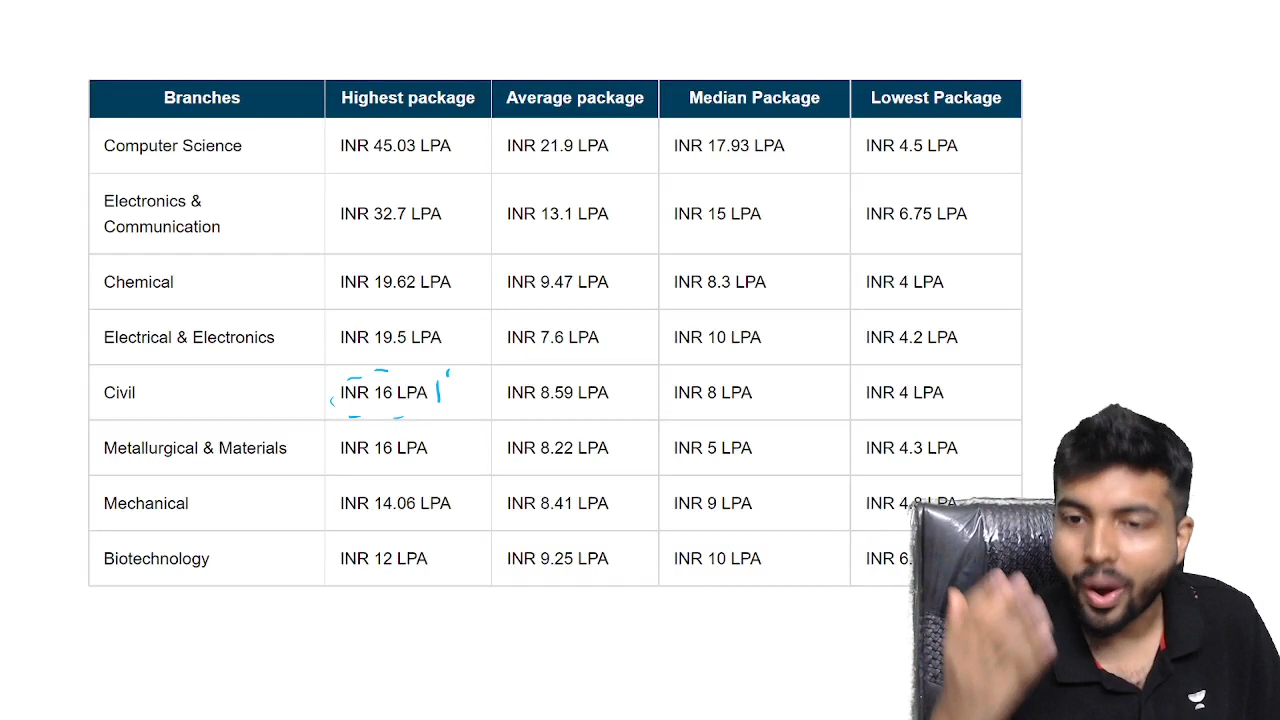 Branches Highest package Average package Median Package Lowest Package
Computer Science INR 45.03 LPA INR 21.9 LPA INR 17.93 LPA INR 4.5 LPA
Electronics &
Communication INR 32.7 LPA INR 13.1 LPA INR 15 LPA INR 6.75 LPA
Chemical INR 19.62 LPA INR 9.47 LPA INR 8.3 LPA INR 4 LPA
Electrical & Electronics INR 19.5 LPA INR 7.6 LPA INR 10 LPA INR 4.2 LPA
Civil INR 16 LPA INR 8.59 LPA INR 8 LPA INR 4 LPA
Metallurgical & Materials INR 16 LPA INR 8.22 LPA INR 5 LPA INR 4.3 LPA
Mechanical INR 14.06 LPA INR 8.41 LPA INR 9 LPA INR LPA
Biotechnology INR 12 LPA INR 9.25 LPA INR 10 LPA INR